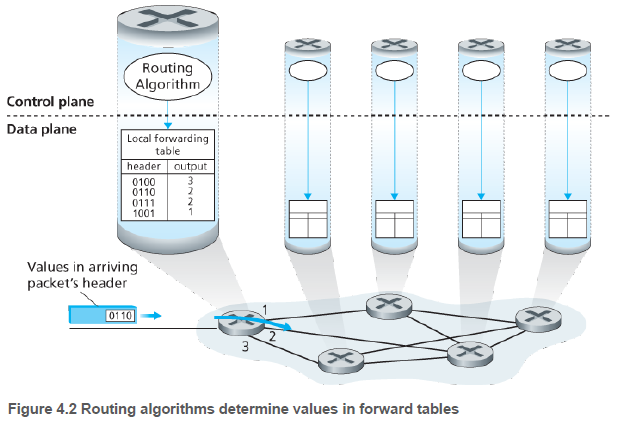 Routing
Algorithm
Control plane
Data plane
Local forwarding
table
header output
0100 3
0110 2
0111 2
1001 1
Values in arriving
packet's header
0110
1
2
3
Figure 4.2 Routing algorithms determine values in forward tables